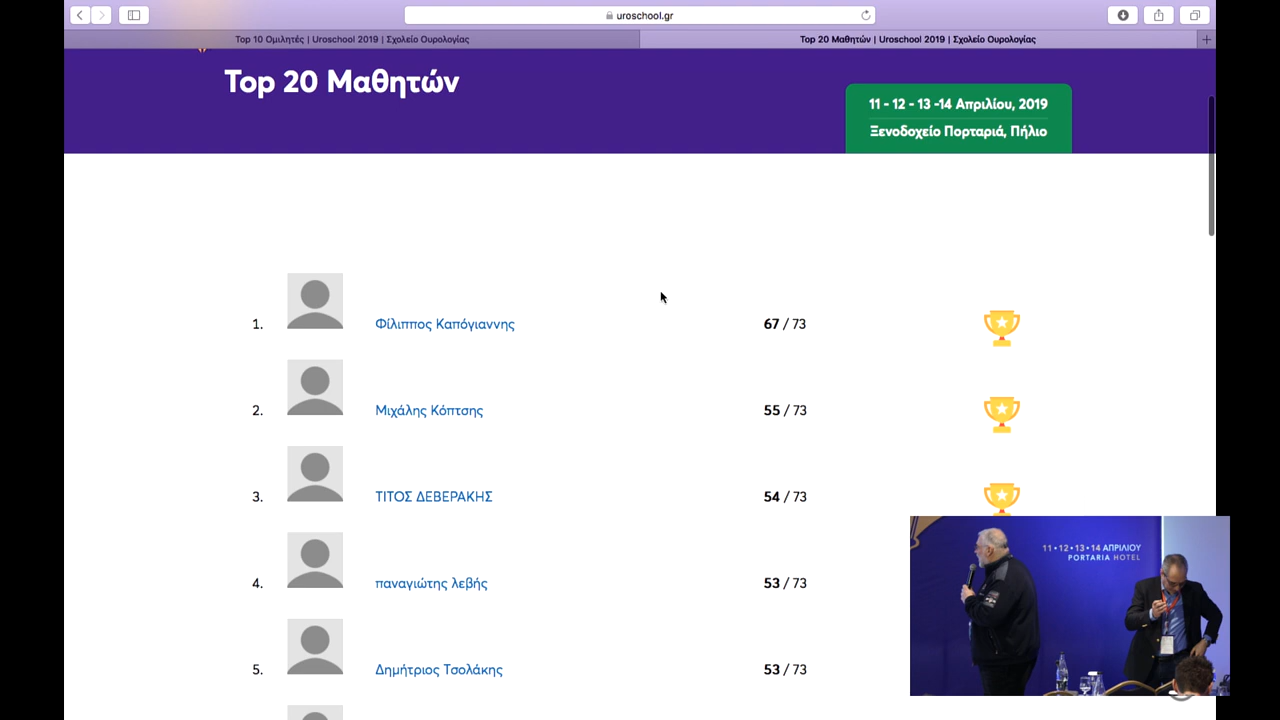 uroschool.gr
Top 10 Ομιλητές | Uroschool 2019 | Σχολείο Ουρολογίας
Top 20 Μαθητών | Uroschool 2019 | Σχολείο Ουρολογίας
Top 20 Μαθητών
11 - 12 - 13 -14 Απριλίου, 2019
Ξενοδοχείο Πορταριά, Πήλιο
1. Φίλιππος Καπόγιαννης 67 / 73
2. Μιχάλης Κόπτσης 55 / 73
3. ΤΙΤΟΣ ΔΕΒΕΡΑΚΗΣ 54 / 73
4. παναγιώτης λεβής 53 / 73
5. Δημήτριος Τσολάκης 53 / 73
11•12•13•14 ΑΠΡΙΛΙΟΥ
PORTARIA HOTEL